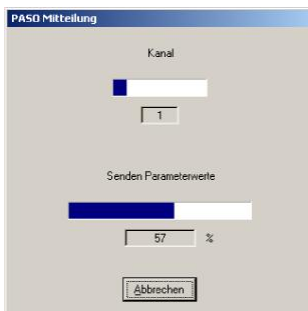 PASO Mitteilung
Kanal
1
Senden Parameterwerte
57 %
Abbrechen